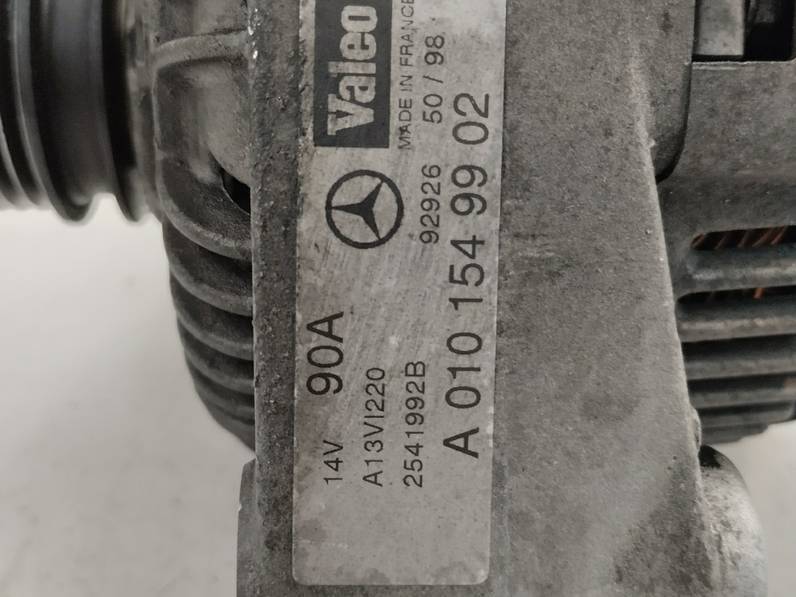 Valeo
MADE IN FRANCE
50 / 98
92926
14V 90A
A13VI220
2541992B
A 010 154 99 02